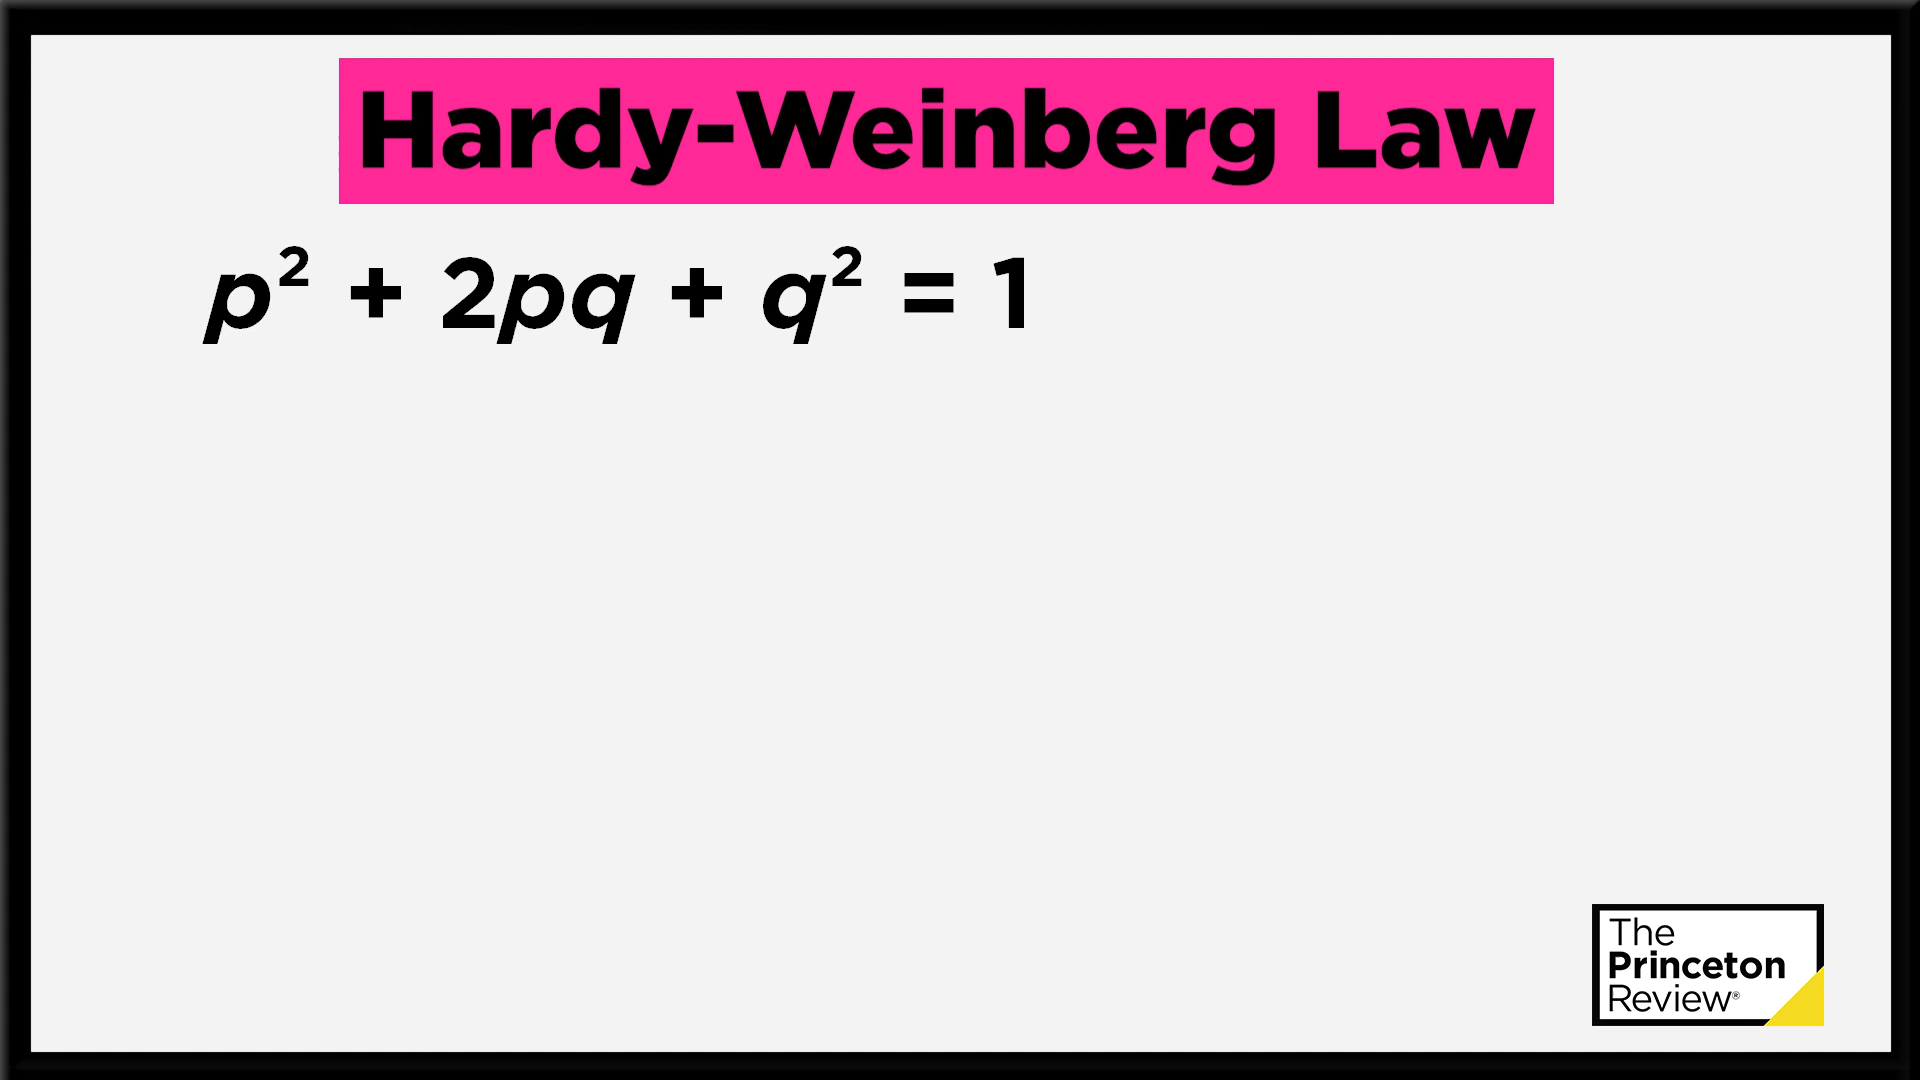 Hardy-Weinberg Law
p² + 2pq + q² = 1
The
Princeton
Review®